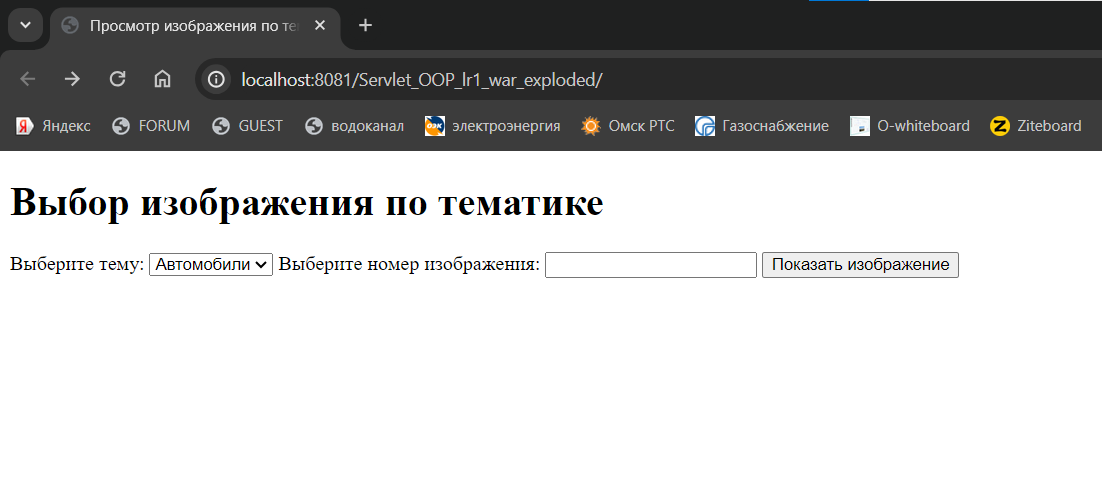 Просмотр изображения по те
localhost:8081/Servlet_OOP_lr1_war_exploded/
Яндекс FORUM GUEST водоканал электроэнергия Омск РТС Газоснабжение O-whiteboard Ziteboard
Выбор изображения по тематике
Выберите тему: Автомобили Выберите номер изображения: Показать изображение